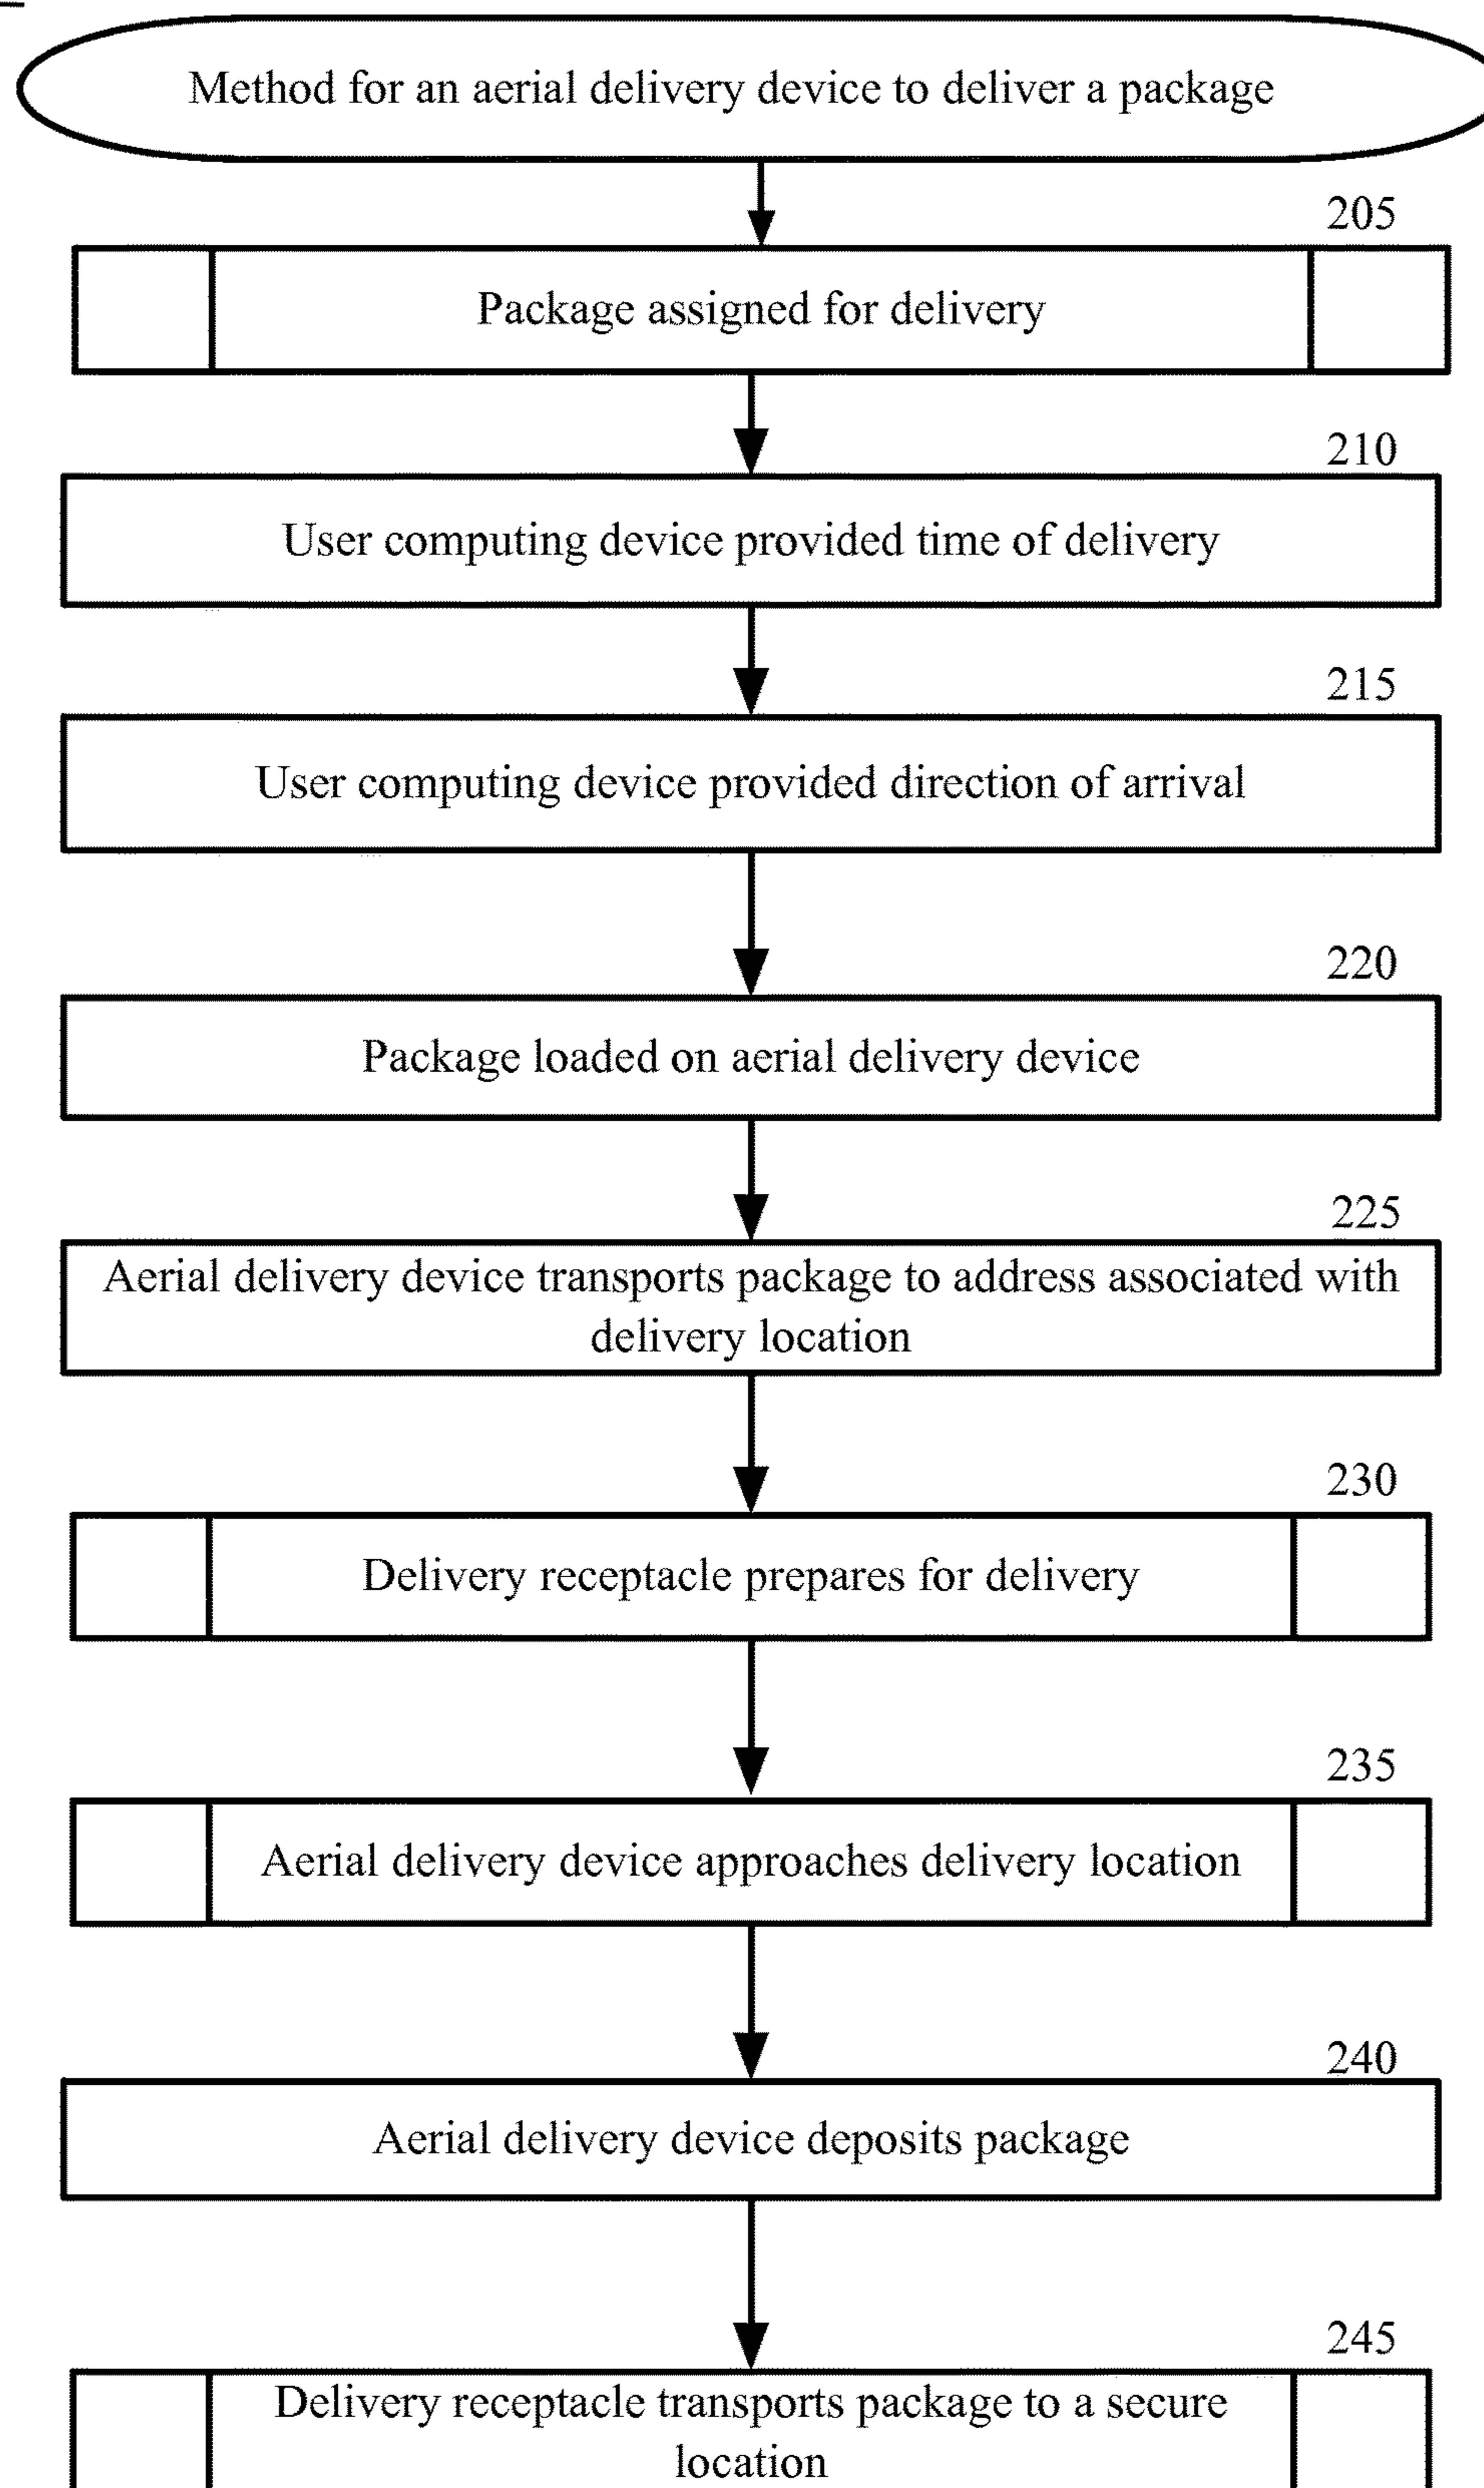 Method for an aerial delivery device to deliver a package
205
Package assigned for delivery
210
User computing device provided time of delivery
215
User computing device provided direction of arrival
220
Package loaded on aerial delivery device
225
Aerial delivery device transports package to address associated with
delivery location
230
Delivery receptacle prepares for delivery
235
Aerial delivery device approaches delivery location
240
Aerial delivery device deposits package
245
Delivery receptacle transports package to a secure
location